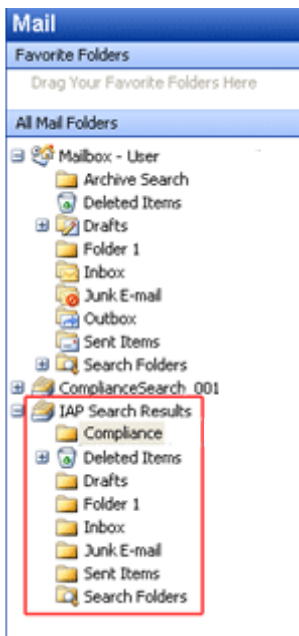 Mail
Favorite Folders
Drag Your Favorite Folders Here
All Mail Folders
Mailbox - User
Archive Search
Deleted Items
Drafts
Folder 1
Inbox
Junk E-mail
Outbox
Sent Items
Search Folders
ComplianceSearch_001
IAP Search Results
Compliance
Deleted Items
Drafts
Folder 1
Inbox
Junk E-mail
Sent Items
Search Folders